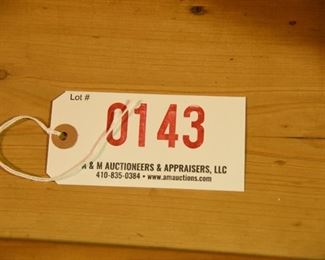 Lot #
0143
A & M AUCTIONEERS & APPRAISERS, LLC
410-835-0384 • www.amauctions.com